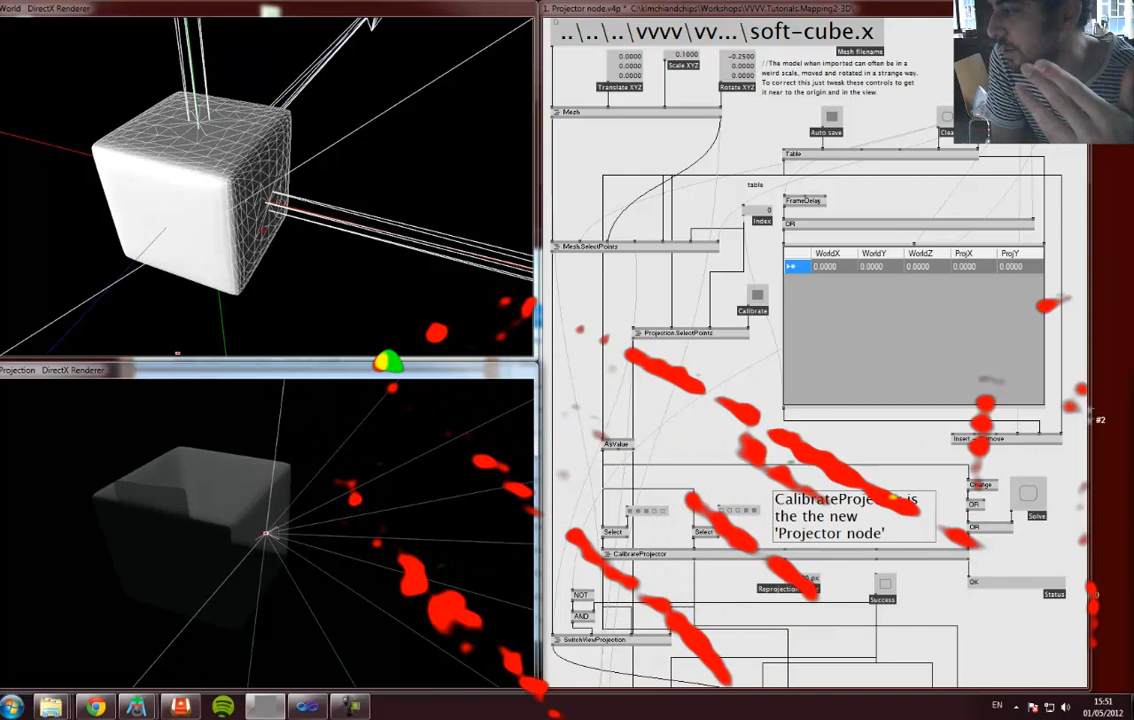 World DirectX Renderer
1. Projector node.v4p * C:\kimchiandchips\Workshops\VVVV.Tutorials.Mapping2-3D\
..\..\..\vvvv\vv...\soft-cube.x
Mesh filename
0.0000
0.0000
0.0000
Translate XYZ
0.1000
Scale XYZ
-0.2500
0.0000
0.0000
Rotate XYZ
//The model when imported can often be in a
weird scale, moved and rotated in a strange way.
To correct this just tweak these controls to get
it near to the origin and in the view.
Mesh
Auto save
Clea
Table
table
FrameDelay
0
Index
OR
Mesh.SelectPoints
WorldX WorldY WorldZ ProjX ProjY
0.0000 0.0000 0.0000 0.0000 0.0000
Calibrate
Projection.SelectPoints
Projection DirectX Renderer
#2
AsValue
Change
OR
OR
Solve
CalibrateProjec is
the the new
'Projector node'
Select
Select
CalibrateProjector
px
Reprojection
Success
OK
Status
NOT
AND
SwitchViewProjection
EN
15:51
01/05/2012